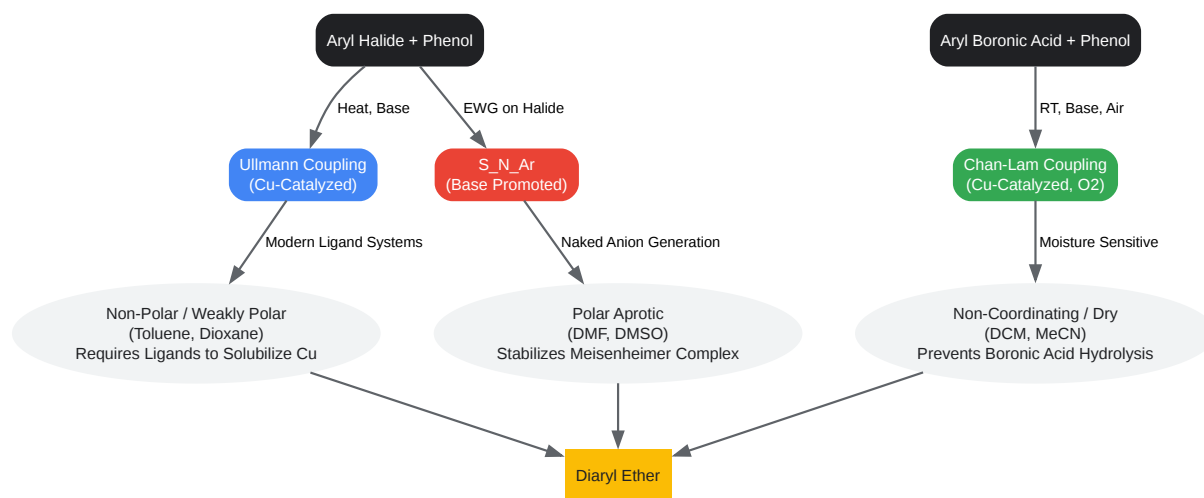 Aryl Halide + Phenol
Aryl Boronic Acid + Phenol
Heat, Base
EWG on Halide
RT, Base, Air
Ullmann Coupling
(Cu-Catalyzed)
S_N_Ar
(Base Promoted)
Chan-Lam Coupling
(Cu-Catalyzed, O2)
Modern Ligand Systems
Naked Anion Generation
Moisture Sensitive
Non-Polar / Weakly Polar
(Toluene, Dioxane)
Requires Ligands to Solubilize Cu
Polar Aprotic
(DMF, DMSO)
Stabilizes Meisenheimer Complex
Non-Coordinating / Dry
(DCM, MeCN)
Prevents Boronic Acid Hydrolysis
Diaryl Ether